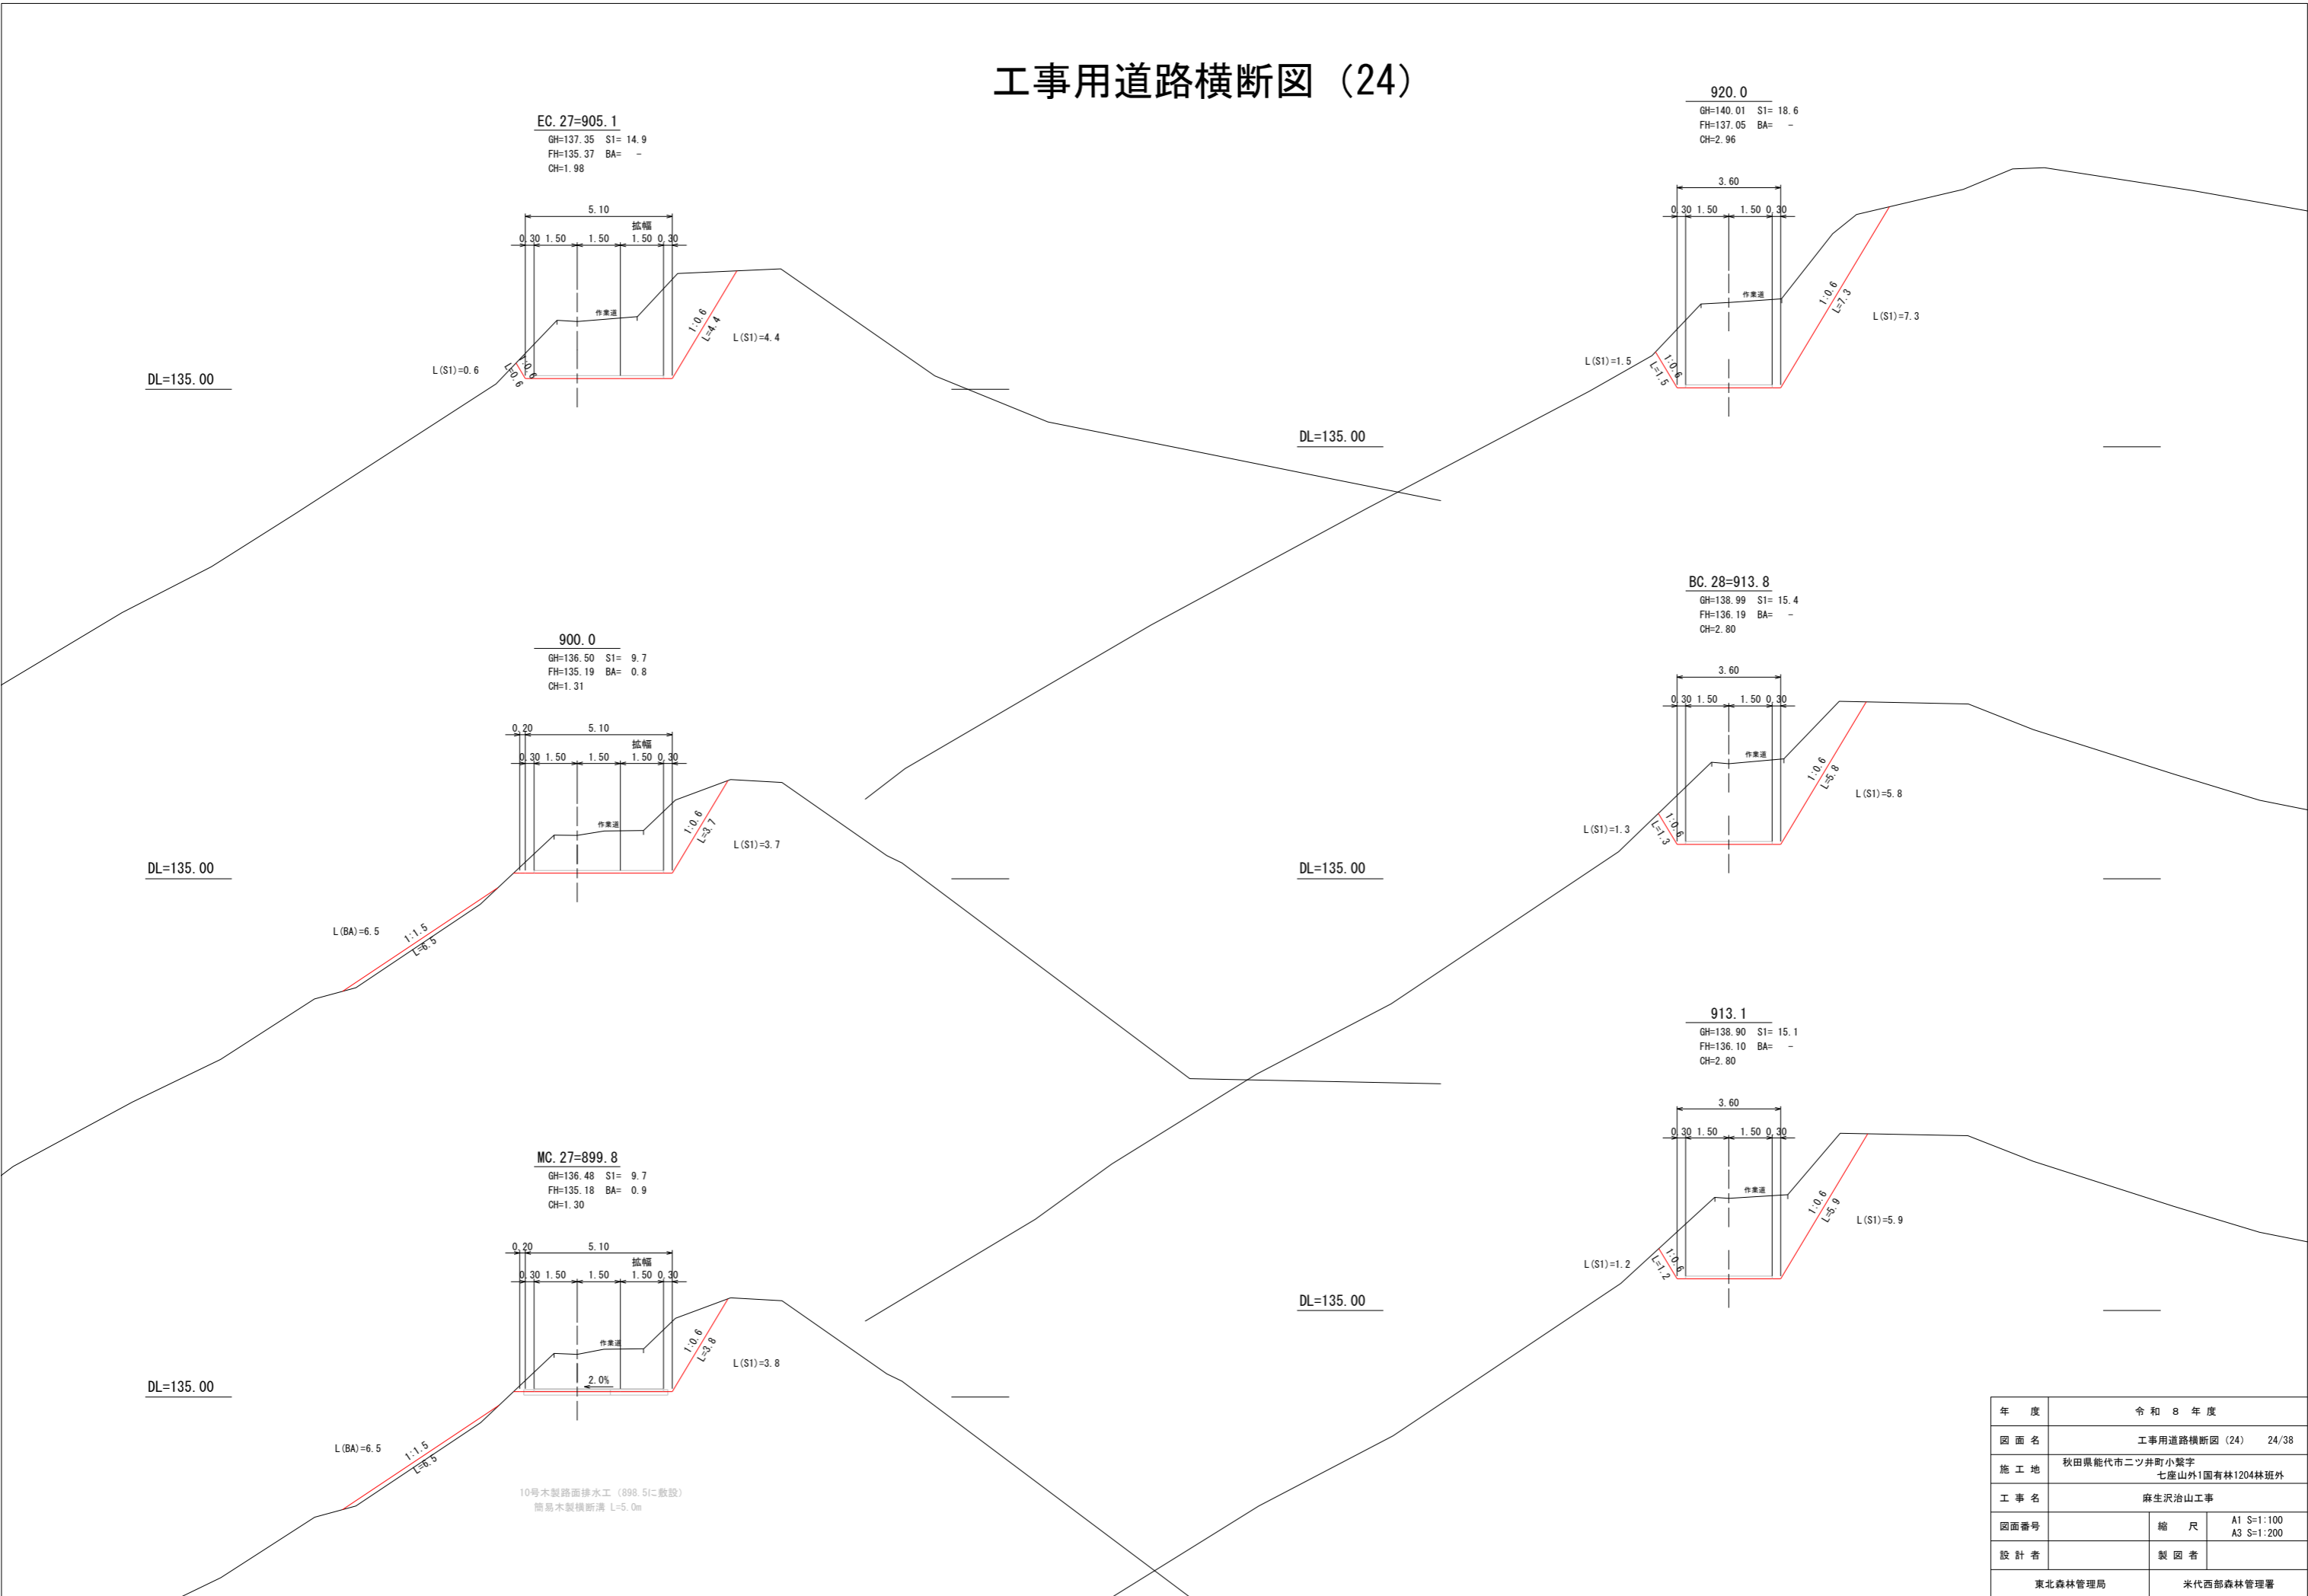 工事用道路横断図（24）
EC.27=905.1
GH=137.35 S1= 14.9
FH=135.37 BA= -
CH=1.98
5.10
拡幅
0.30 1.50 1.50 1.50 0.30
作業道
1:0.6
L=0.6
L(S1)=0.6
1:0.6
L=4.4
L(S1)=4.4
DL=135.00
900.0
GH=136.50 S1= 9.7
FH=135.19 BA= 0.8
CH=1.31
0.20 5.10
拡幅
0.30 1.50 1.50 1.50 0.30
作業道
1:0.6
L=3.7
L(S1)=3.7
DL=135.00
L(BA)=6.5
1:1.5
L=6.5
MC.27=899.8
GH=136.48 S1= 9.7
FH=135.18 BA= 0.9
CH=1.30
0.20 5.10
拡幅
0.30 1.50 1.50 1.50 0.30
作業道
2.0%
1:0.6
L=3.8
L(S1)=3.8
DL=135.00
L(BA)=6.5
1:1.5
L=6.5
10号木製路面排水工（898.5に敷設）
簡易木製横断溝 L=5.0m
920.0
GH=140.01 S1= 18.6
FH=137.05 BA= -
CH=2.96
3.60
0.30 1.50 1.50 0.30
作業道
L(S1)=1.5
1:0.6
L=1.5
1:0.6
L=7.3
L(S1)=7.3
DL=135.00
BC.28=913.8
GH=138.99 S1= 15.4
FH=136.19 BA= -
CH=2.80
3.60
0.30 1.50 1.50 0.30
作業道
L(S1)=1.3
1:0.6
L=1.3
1:0.6
L=5.8
L(S1)=5.8
DL=135.00
913.1
GH=138.90 S1= 15.1
FH=136.10 BA= -
CH=2.80
3.60
0.30 1.50 1.50 0.30
作業道
L(S1)=1.2
1:0.6
L=1.2
1:0.6
L=5.9
L(S1)=5.9
DL=135.00
年 度 令和 8 年度
図面名 工事用道路横断図（24） 24/38
施工地 秋田県能代市二ツ井町小繋字
七座山外1国有林1204林班外
工事名 麻生沢治山工事
図面番号 縮 尺 A1 S=1:100
A3 S=1:200
設計者 製図者
東北森林管理局 米代西部森林管理署